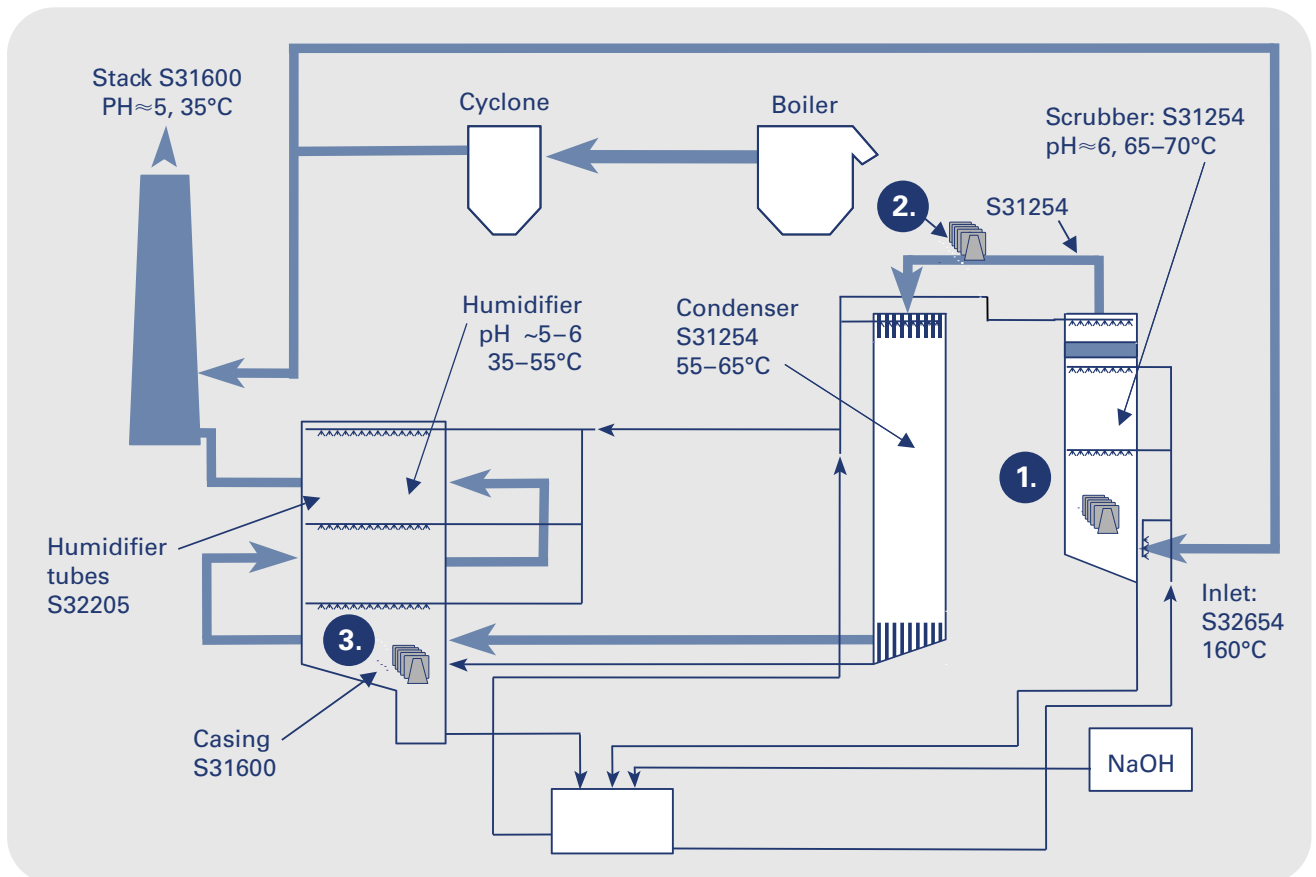 Stack S31600
PH≈5, 35°C
Cyclone
Boiler
Scrubber: S31254
pH≈6, 65–70°C
2.
S31254
Humidifier
pH ~5–6
35–55°C
Condenser
S31254
55–65°C
1.
Humidifier
tubes
S32205
3.
Inlet:
S32654
160°C
Casing
S31600
NaOH